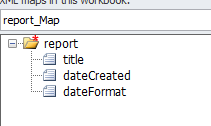 XML maps in this workbook:
report_Map
report
title
dateCreated
dateFormat